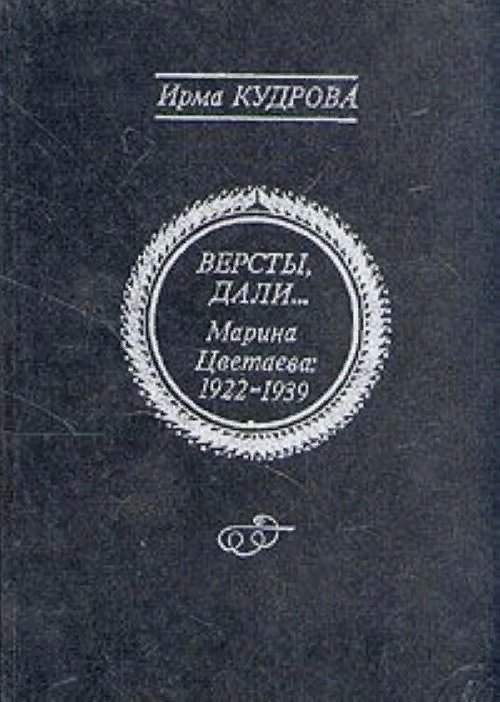 Ирма КУДРОВА
ВЕРСТЫ,
ДАЛИ...
Марина
Цветаева:
1922-1939